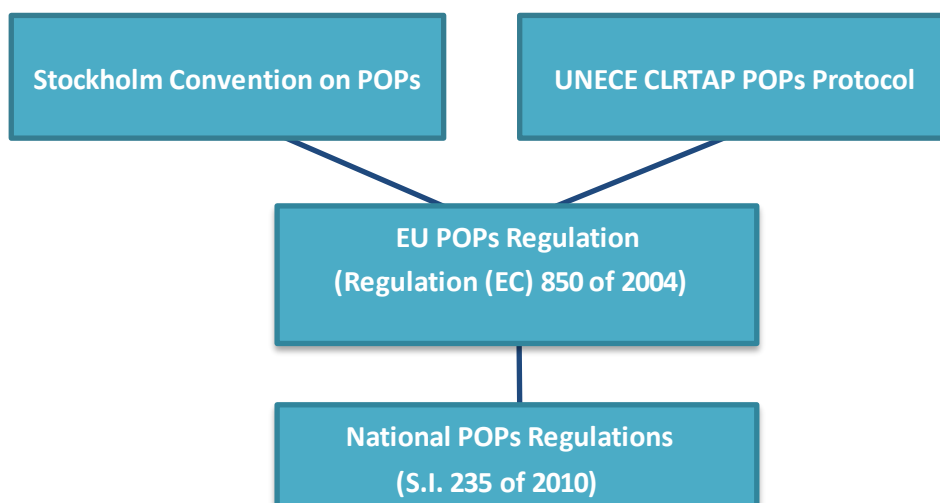 Stockholm Convention on POPs
UNECE CLRTAP POPs Protocol
EU POPs Regulation
(Regulation (EC) 850 of 2004)
National POPs Regulations
(S.I. 235 of 2010)